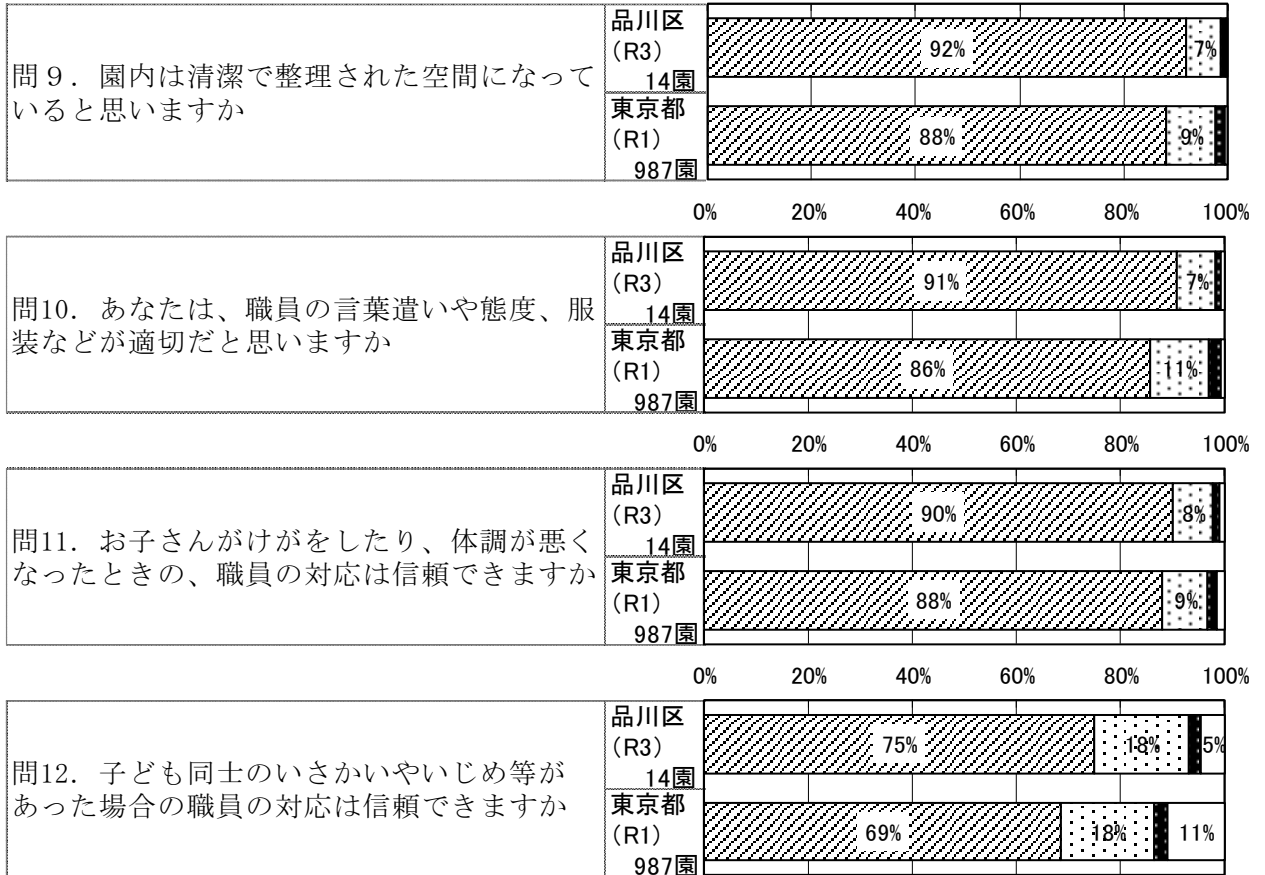 問９．園内は清潔で整理された空間になって
いると思いますか
品川区
（R3）
14園
92%
7%
東京都
（R1）
987園
88%
9%
0% 20% 40% 60% 80% 100%
問10．あなたは、職員の言葉遣いや態度、服
装などが適切だと思いますか
品川区
（R3）
14園
91%
7%
東京都
（R1）
987園
86%
11%
0% 20% 40% 60% 80% 100%
問11．お子さんがけがをしたり、体調が悪く
なったときの、職員の対応は信頼できますか
品川区
（R3）
14園
90%
8%
東京都
（R1）
987園
88%
9%
0% 20% 40% 60% 80% 100%
問12．子ども同士のいさかいやいじめ等が
あった場合の職員の対応は信頼できますか
品川区
（R3）
14園
75%
18%
5%
東京都
（R1）
987園
69%
18%
11%